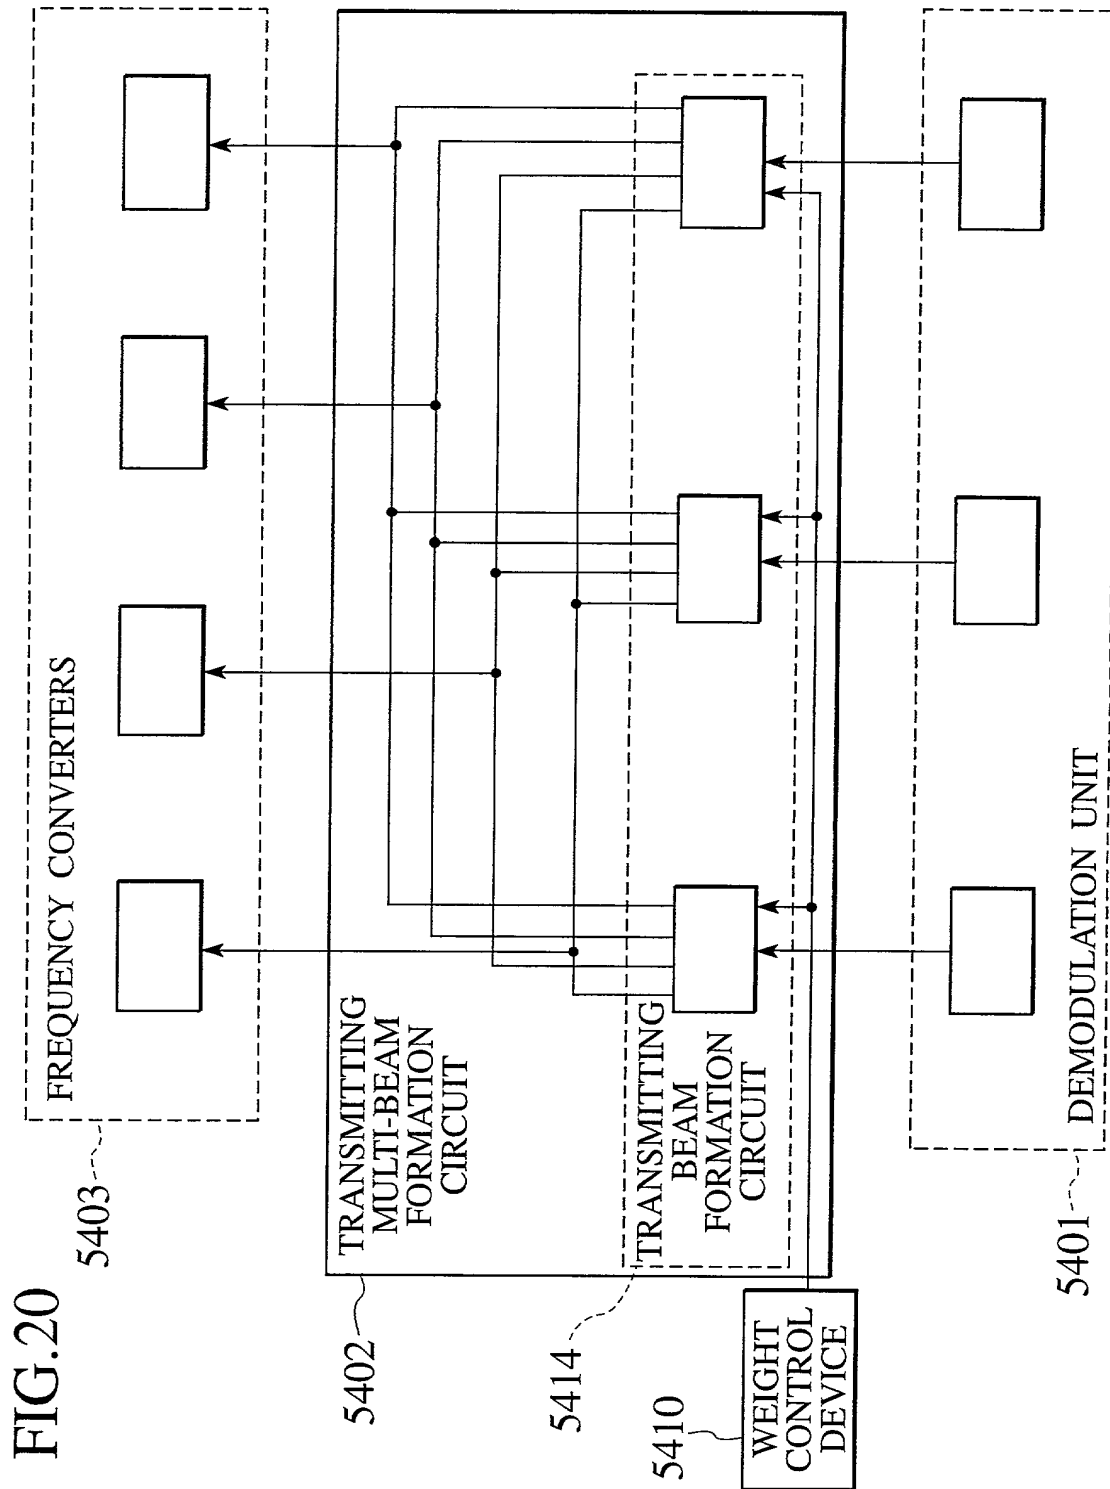 FIG.20
5403
FREQUENCY CONVERTERS
5402
TRANSMITTING
MULTI-BEAM
FORMATION
CIRCUIT
5414
TRANSMITTING
BEAM
FORMATION
CIRCUIT
5410
WEIGHT
CONTROL
DEVICE
5401
DEMODULATION UNIT